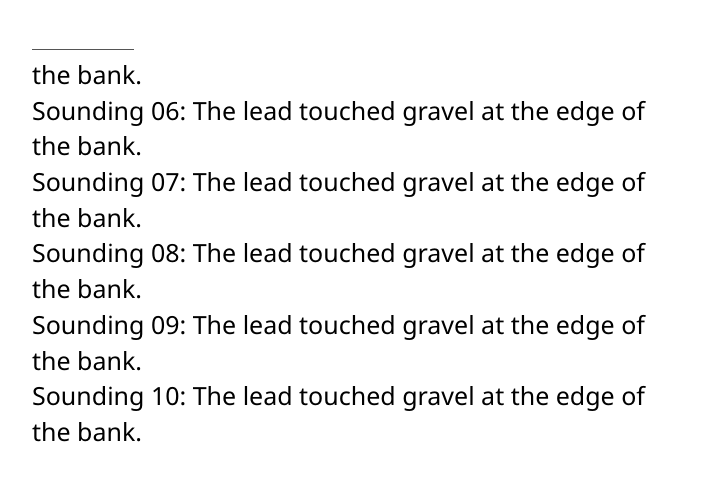 the bank.
Sounding 06: The lead touched gravel at the edge of
the bank.
Sounding 07: The lead touched gravel at the edge of
the bank.
Sounding 08: The lead touched gravel at the edge of
the bank.
Sounding 09: The lead touched gravel at the edge of
the bank.
Sounding 10: The lead touched gravel at the edge of
the bank.